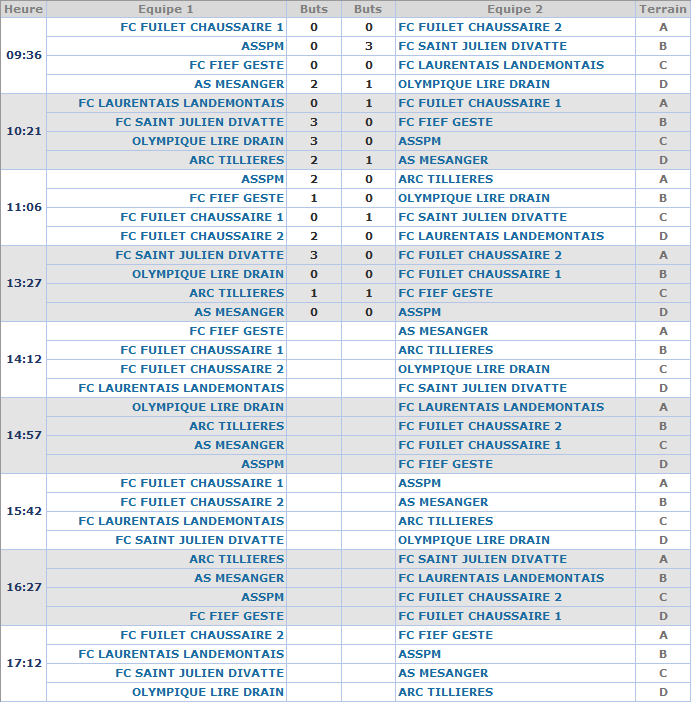 Heure Equipe 1 Buts Buts Equipe 2 Terrain
FC FUILET CHAUSSAIRE 1 0 0 FC FUILET CHAUSSAIRE 2 A
ASSPM 0 3 FC SAINT JULIEN DIVATTE B
09:36
FC FIEF GESTE 0 0 FC LAURENTAIS LANDEMONTAIS C
AS MESANGER 2 1 OLYMPIQUE LIRE DRAIN D
FC LAURENTAIS LANDEMONTAIS 0 1 FC FUILET CHAUSSAIRE 1 A
FC SAINT JULIEN DIVATTE 3 0 FC FIEF GESTE B
10:21
OLYMPIQUE LIRE DRAIN 3 0 ASSPM C
ARC TILLIERES 2 1 AS MESANGER D
ASSPM 2 0 ARC TILLIERES A
FC FIEF GESTE 1 0 OLYMPIQUE LIRE DRAIN B
11:06
FC FUILET CHAUSSAIRE 1 0 1 FC SAINT JULIEN DIVATTE C
FC FUILET CHAUSSAIRE 2 2 0 FC LAURENTAIS LANDEMONTAIS D
FC SAINT JULIEN DIVATTE 3 0 FC FUILET CHAUSSAIRE 2 A
OLYMPIQUE LIRE DRAIN 0 0 FC FUILET CHAUSSAIRE 1 B
13:27
ARC TILLIERES 1 1 FC FIEF GESTE C
AS MESANGER 0 0 ASSPM D
FC FIEF GESTE AS MESANGER A
FC FUILET CHAUSSAIRE 1 ARC TILLIERES B
14:12
FC FUILET CHAUSSAIRE 2 OLYMPIQUE LIRE DRAIN C
FC LAURENTAIS LANDEMONTAIS FC SAINT JULIEN DIVATTE D
OLYMPIQUE LIRE DRAIN FC LAURENTAIS LANDEMONTAIS A
ARC TILLIERES FC FUILET CHAUSSAIRE 2 B
14:57
AS MESANGER FC FUILET CHAUSSAIRE 1 C
ASSPM FC FIEF GESTE D
FC FUILET CHAUSSAIRE 1 ASSPM A
FC FUILET CHAUSSAIRE 2 AS MESANGER B
15:42
FC LAURENTAIS LANDEMONTAIS ARC TILLIERES C
FC SAINT JULIEN DIVATTE OLYMPIQUE LIRE DRAIN D
ARC TILLIERES FC SAINT JULIEN DIVATTE A
AS MESANGER FC LAURENTAIS LANDEMONTAIS B
16:27
ASSPM FC FUILET CHAUSSAIRE 2 C
FC FIEF GESTE FC FUILET CHAUSSAIRE 1 D
FC FUILET CHAUSSAIRE 2 FC FIEF GESTE A
FC LAURENTAIS LANDEMONTAIS ASSPM B
17:12
FC SAINT JULIEN DIVATTE AS MESANGER C
OLYMPIQUE LIRE DRAIN ARC TILLIERES D